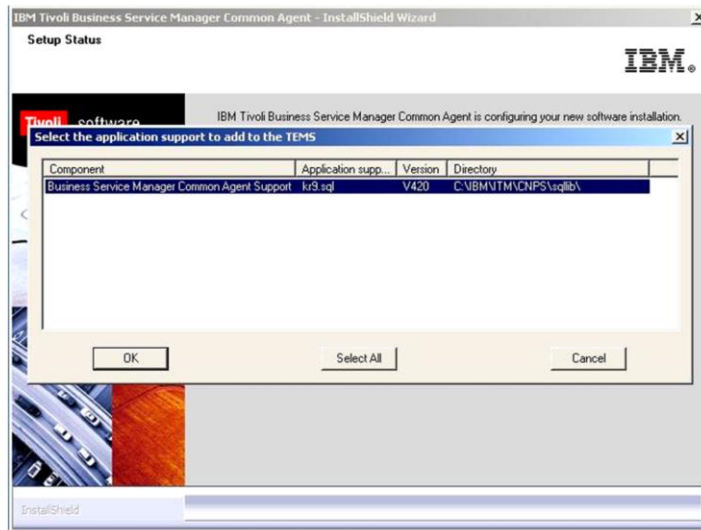 IBM Tivoli Business Service Manager Common Agent - InstallShield Wizard
Setup Status
IBM®
Tivoli software
IBM Tivoli Business Service Manager Common Agent is configuring your new software installation.
Select the application support to add to the TEMS
Component Application supp... Version Directory
Business Service Manager Common Agent Support kr9.sql V420 C:\IBM\ITM\CNPS\sqllib\
OK Select All Cancel
InstallShield